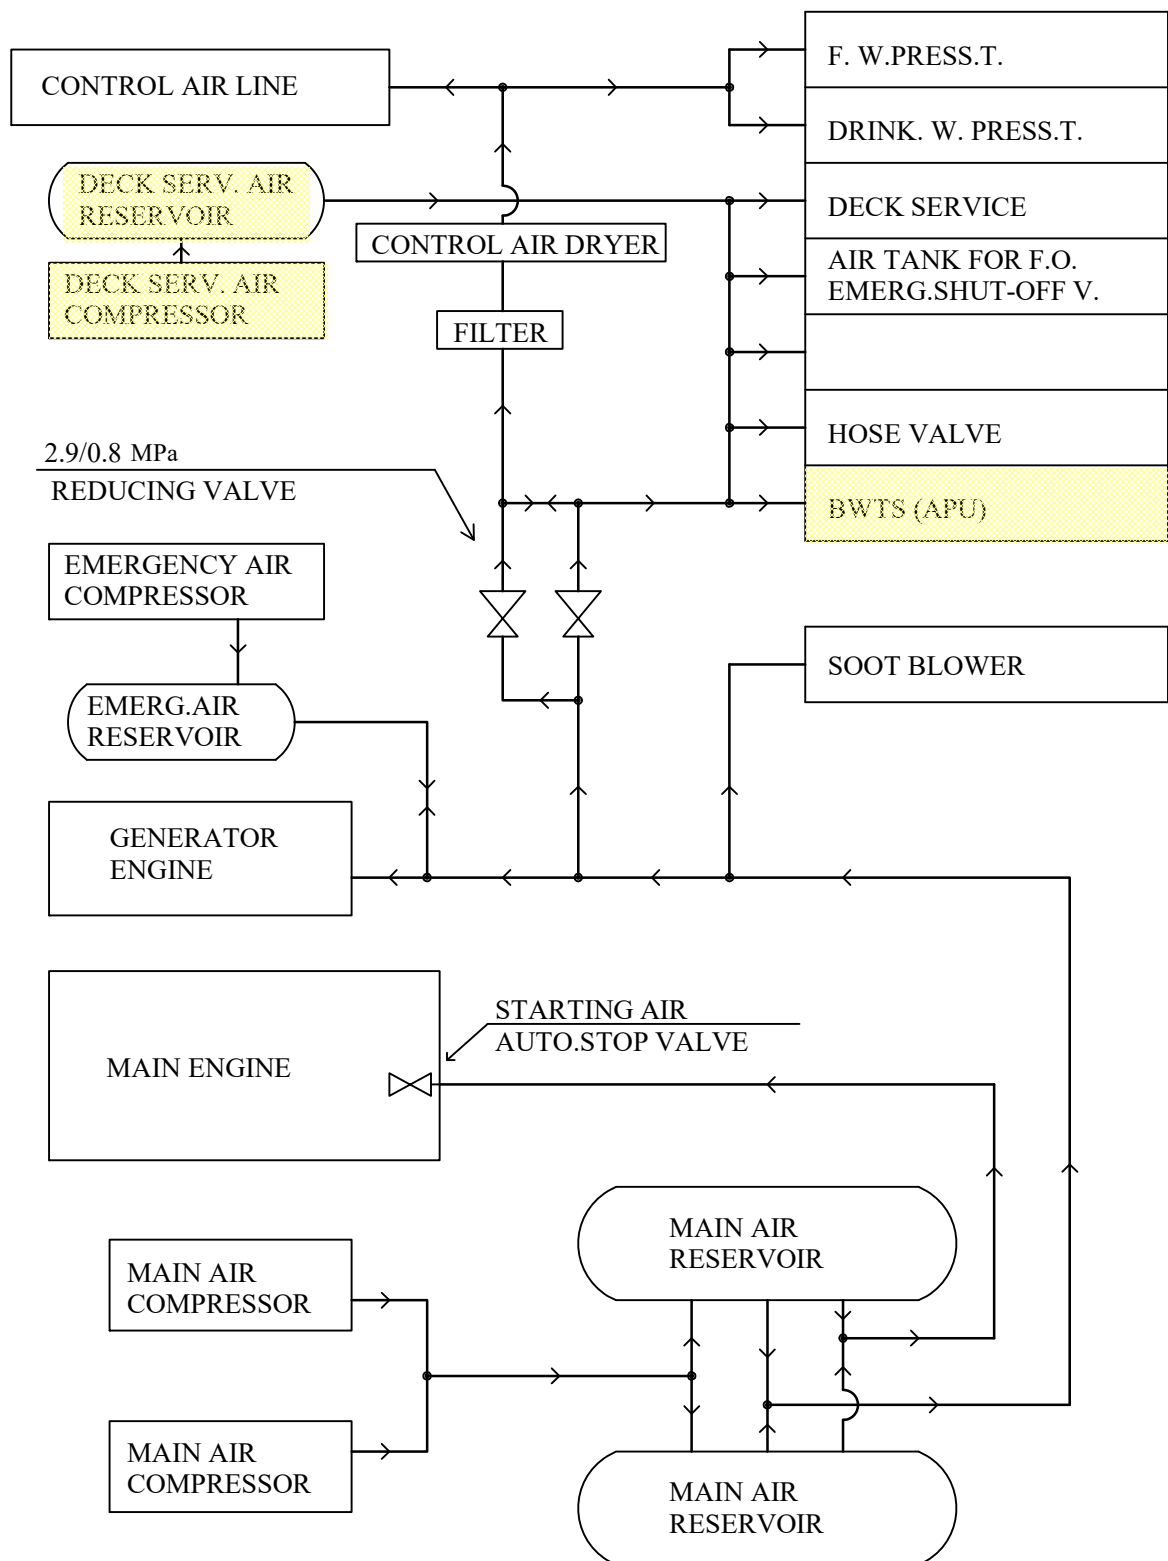 F. W.PRESS.T.
CONTROL AIR LINE
DRINK. W. PRESS.T.
DECK SERV. AIR
RESERVOIR
DECK SERVICE
CONTROL AIR DRYER
AIR TANK FOR F.O.
EMERG.SHUT-OFF V.
DECK SERV. AIR
COMPRESSOR
FILTER
HOSE VALVE
2.9/0.8 MPa
REDUCING VALVE
BWTS (APU)
EMERGENCY AIR
COMPRESSOR
SOOT BLOWER
EMERG.AIR
RESERVOIR
GENERATOR
ENGINE
STARTING AIR
AUTO.STOP VALVE
MAIN ENGINE
MAIN AIR
RESERVOIR
MAIN AIR
COMPRESSOR
MAIN AIR
COMPRESSOR
MAIN AIR
RESERVOIR